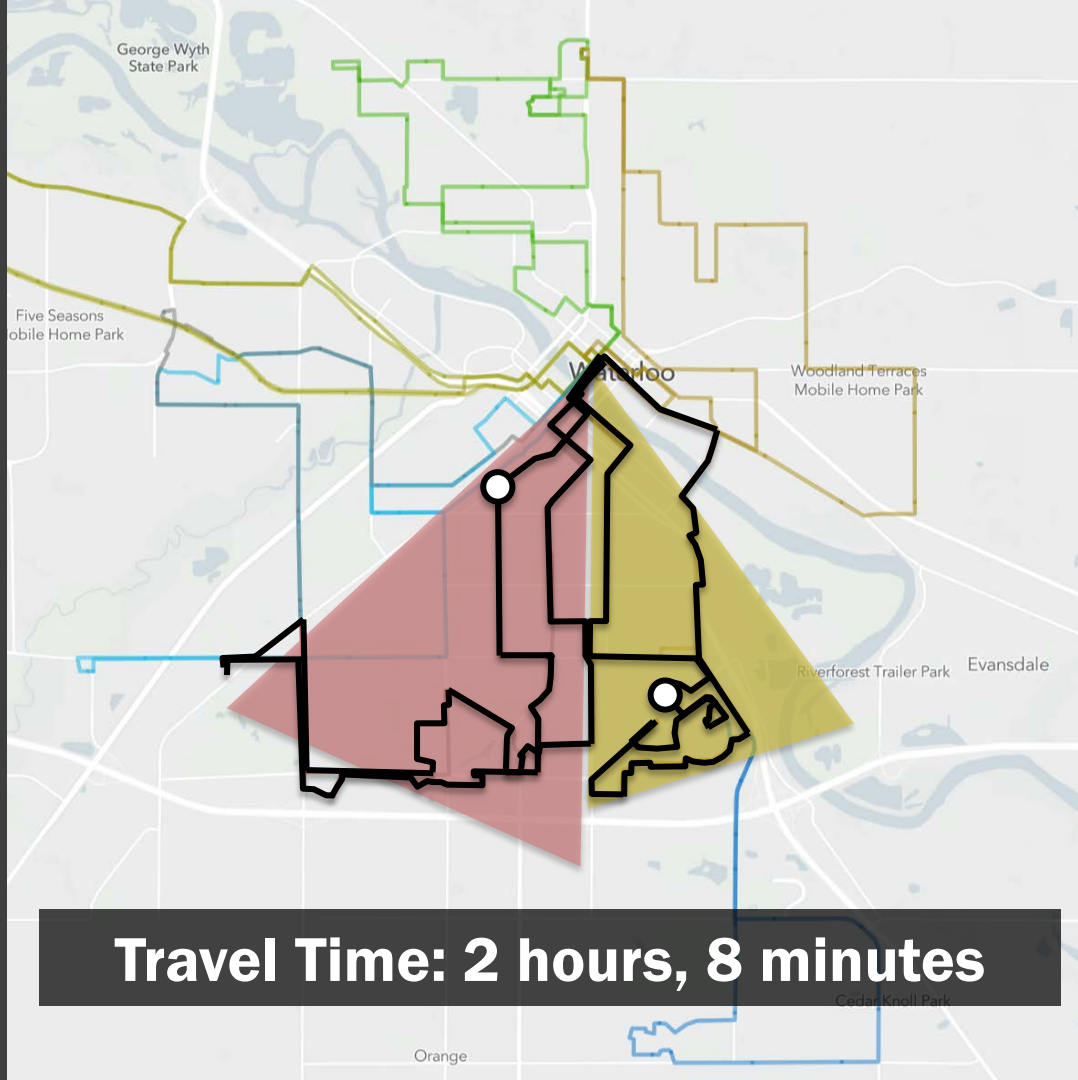 George Wyth
State Park
Five Seasons
obile Home Park
Waterloo
Woodland Terraces
Mobile Home Park
Riverforest Trailer Park
Evansdale
Travel Time: 2 hours, 8 minutes
Cedar Knoll Park
Orange